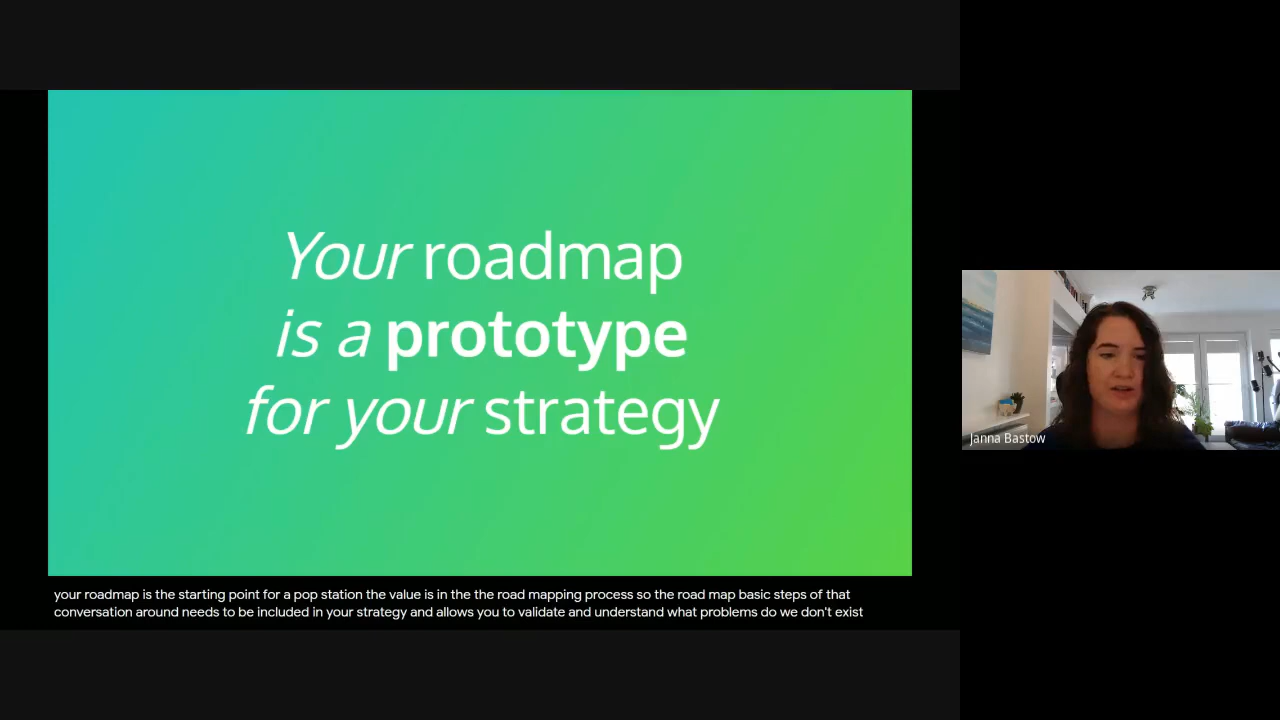 Your roadmap
is a prototype
for your strategy
your roadmap is the starting point for a pop station the value is in the the road mapping process so the road map basic steps of that
conversation around needs to be included in your strategy and allows you to validate and understand what problems do we don't exist
Janna Bastow